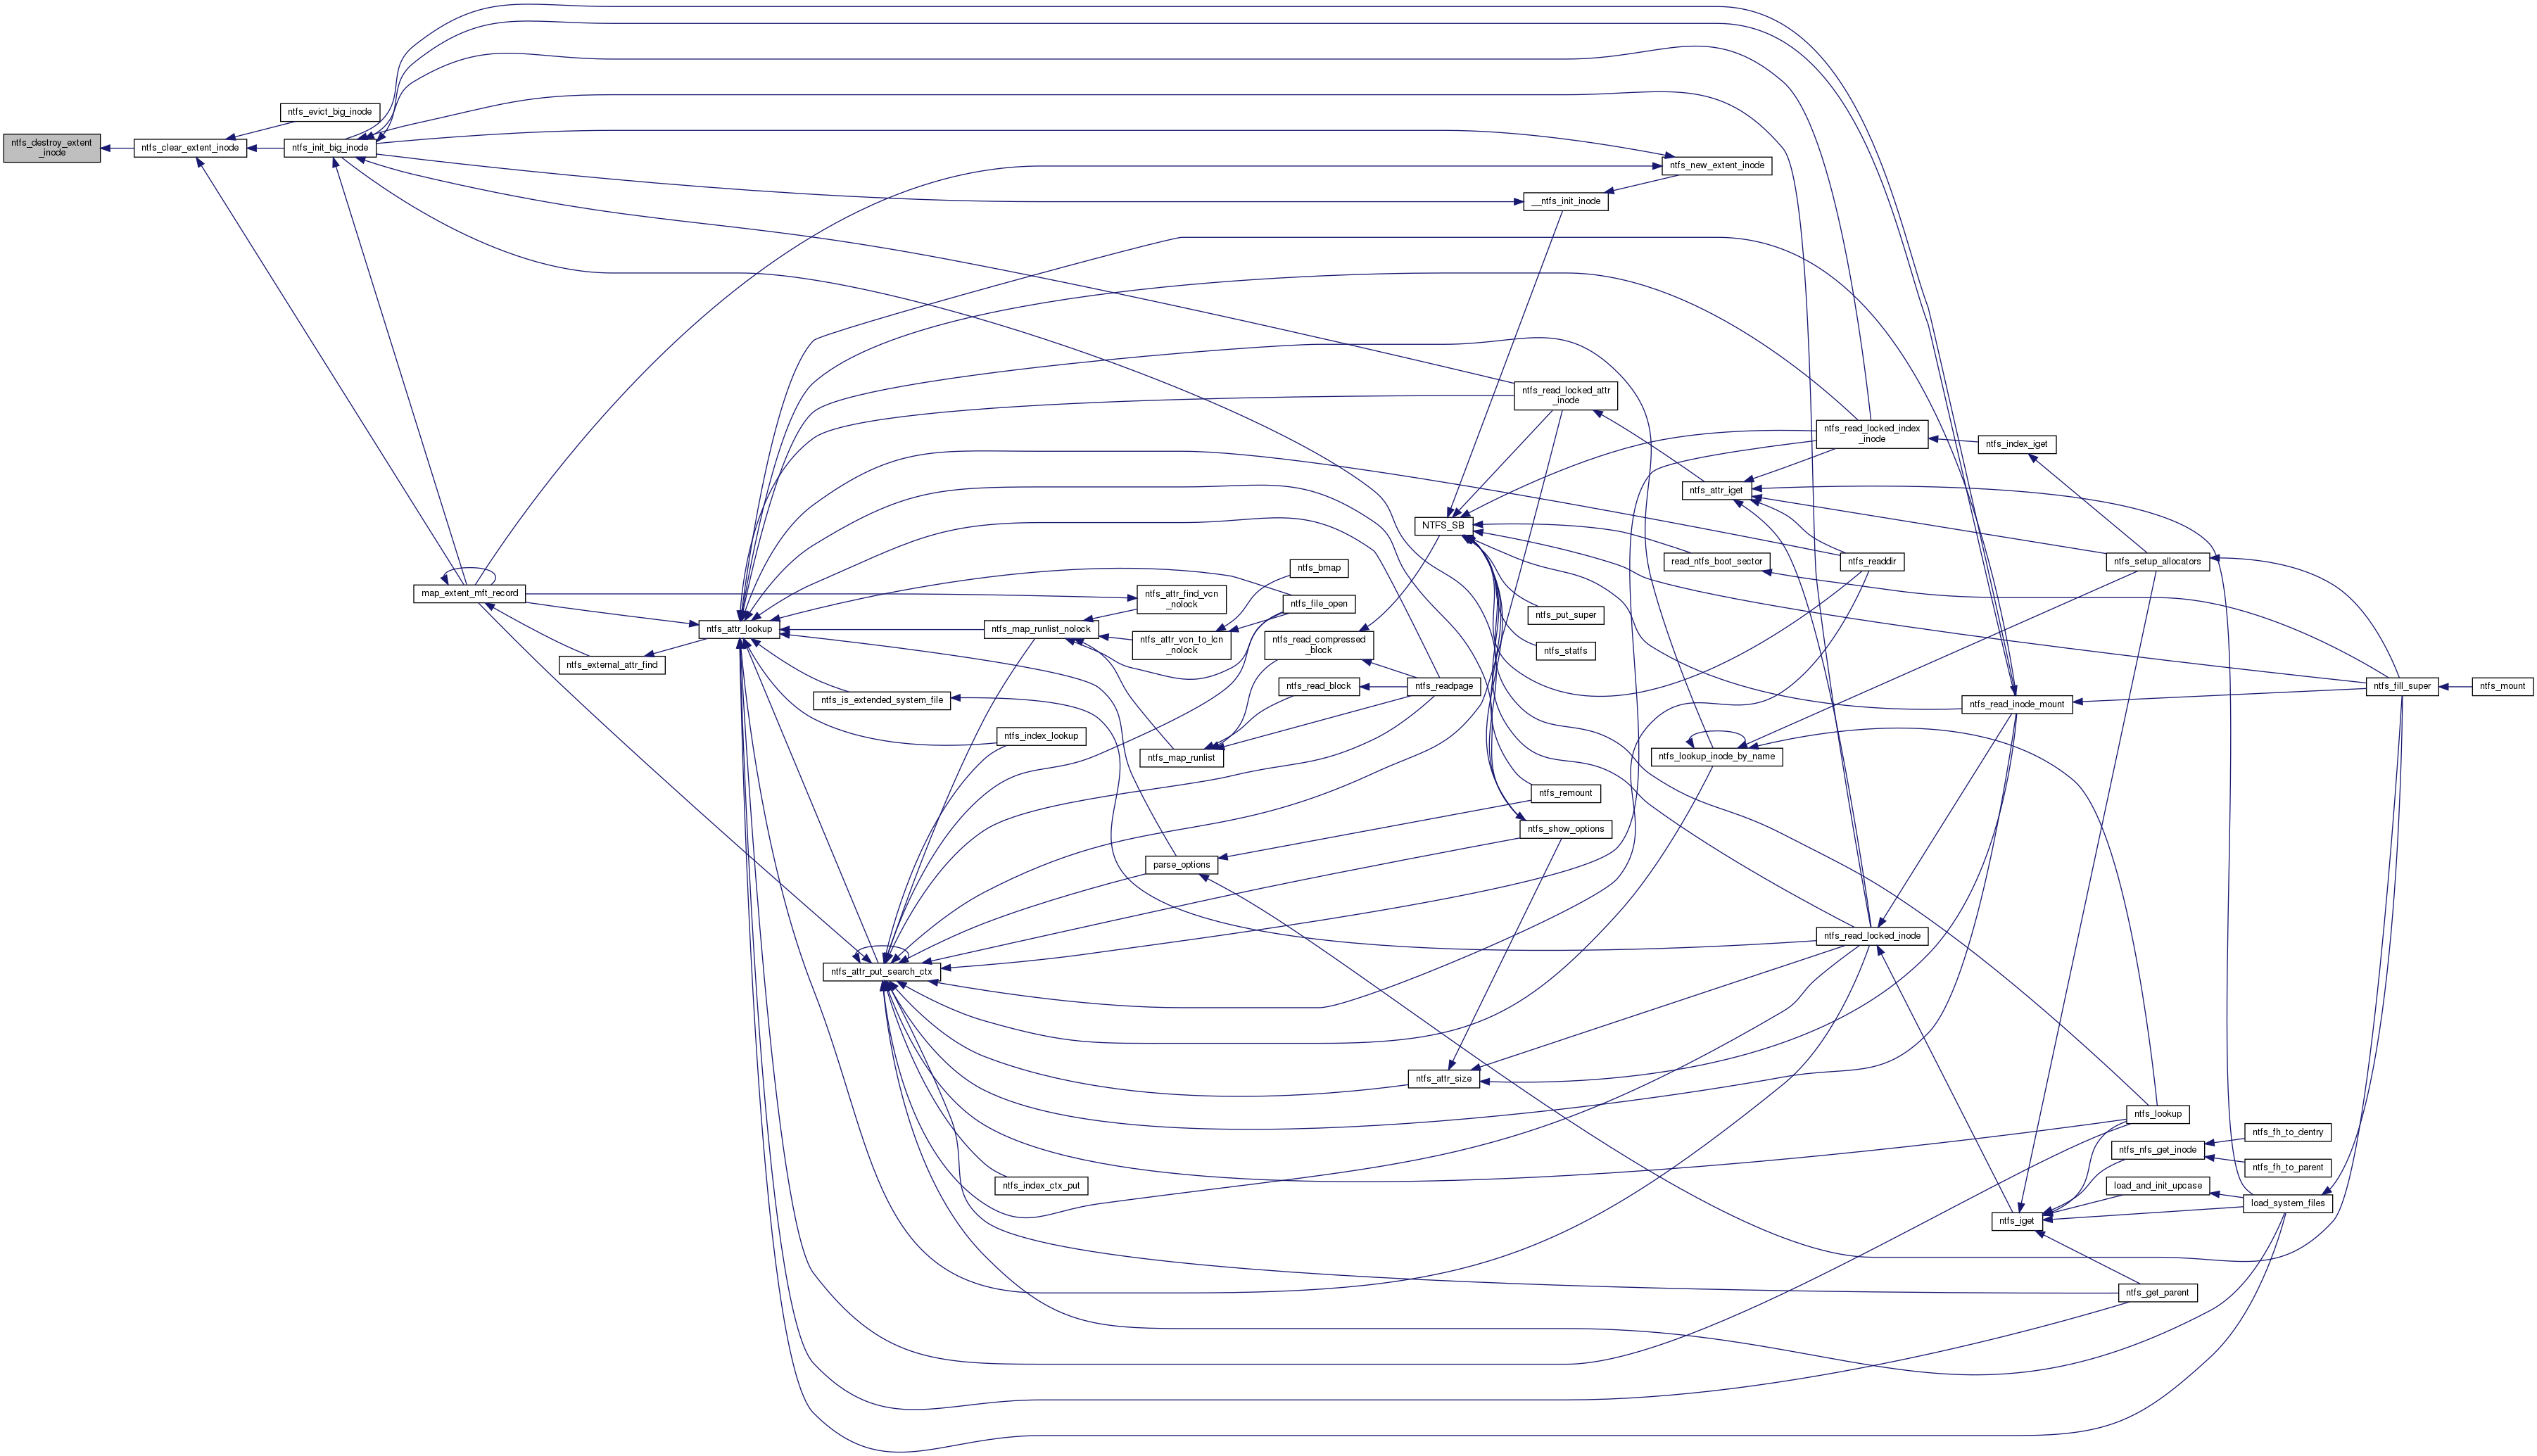 ntfs_destroy_extent
_inode
ntfs_clear_extent_inode
ntfs_evict_big_inode
ntfs_init_big_inode
map_extent_mft_record
ntfs_external_attr_find
ntfs_attr_lookup
ntfs_is_extended_system_file
ntfs_attr_put_search_ctx
ntfs_map_runlist_nolock
ntfs_index_lookup
ntfs_index_ctx_put
ntfs_attr_find_vcn
_nolock
ntfs_attr_vcn_to_lcn
_nolock
ntfs_map_runlist
parse_options
ntfs_bmap
ntfs_file_open
ntfs_read_compressed
_block
ntfs_read_block
NTFS_SB
ntfs_readpage
ntfs_attr_size
ntfs_new_extent_inode
__ntfs_init_inode
ntfs_read_locked_attr
_inode
ntfs_put_super
ntfs_statfs
ntfs_remount
ntfs_show_options
ntfs_attr_iget
read_ntfs_boot_sector
ntfs_lookup_inode_by_name
ntfs_read_locked_index
_inode
ntfs_readdir
ntfs_read_locked_inode
ntfs_index_iget
ntfs_read_inode_mount
ntfs_iget
ntfs_setup_allocators
ntfs_lookup
ntfs_nfs_get_inode
load_and_init_upcase
ntfs_get_parent
ntfs_fh_to_dentry
ntfs_fh_to_parent
load_system_files
ntfs_fill_super
ntfs_mount